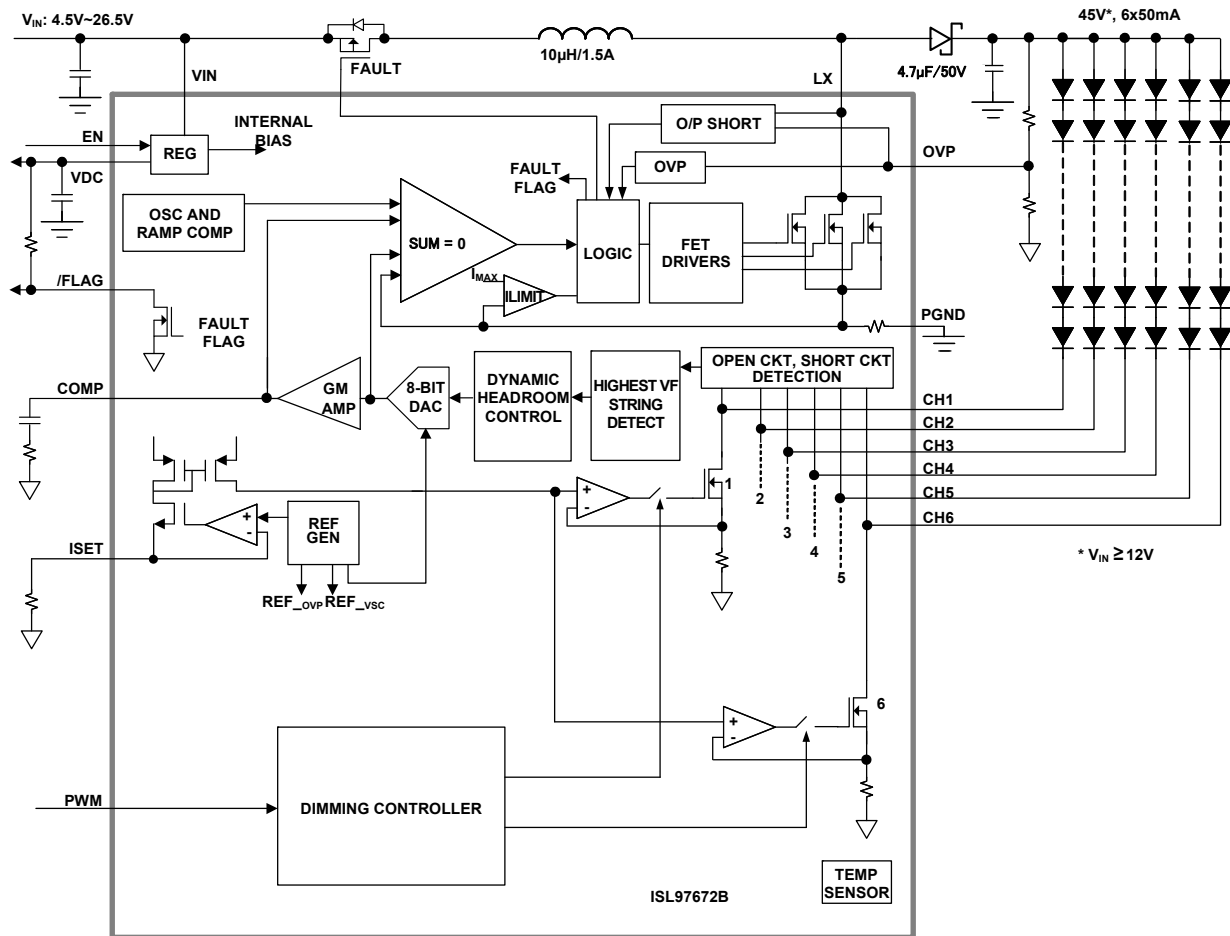 VIN: 4.5V~26.5V
45V*, 6x50mA
10µH/1.5A
4.7µF/50V
FAULT
VIN
LX
O/P SHORT
EN
INTERNAL
BIAS
REG
OVP
OVP
VDC
FAULT
FLAG
OSC AND
RAMP COMP
SUM = 0
LOGIC
FET
DRIVERS
IMAX
ILIMIT
/FLAG
FAULT
FLAG
PGND
OPEN CKT, SHORT CKT
DETECTION
COMP
GM
AMP
8-BIT
DAC
DYNAMIC
HEADROOM
CONTROL
HIGHEST VF
STRING
DETECT
CH1
CH2
CH3
CH4
CH5
CH6
+
-
1
2
3
4
5
+
-
REF
GEN
ISET
* VIN ≥ 12V
REF_OVP
REF_VSC
+
-
6
PWM
DIMMING CONTROLLER
TEMP
SENSOR
ISL97672B